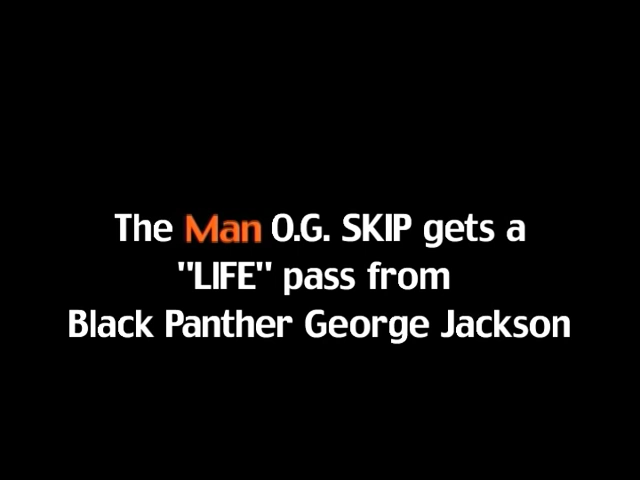 The Man O.G. SKIP gets a
"LIFE" pass from
Black Panther George Jackson